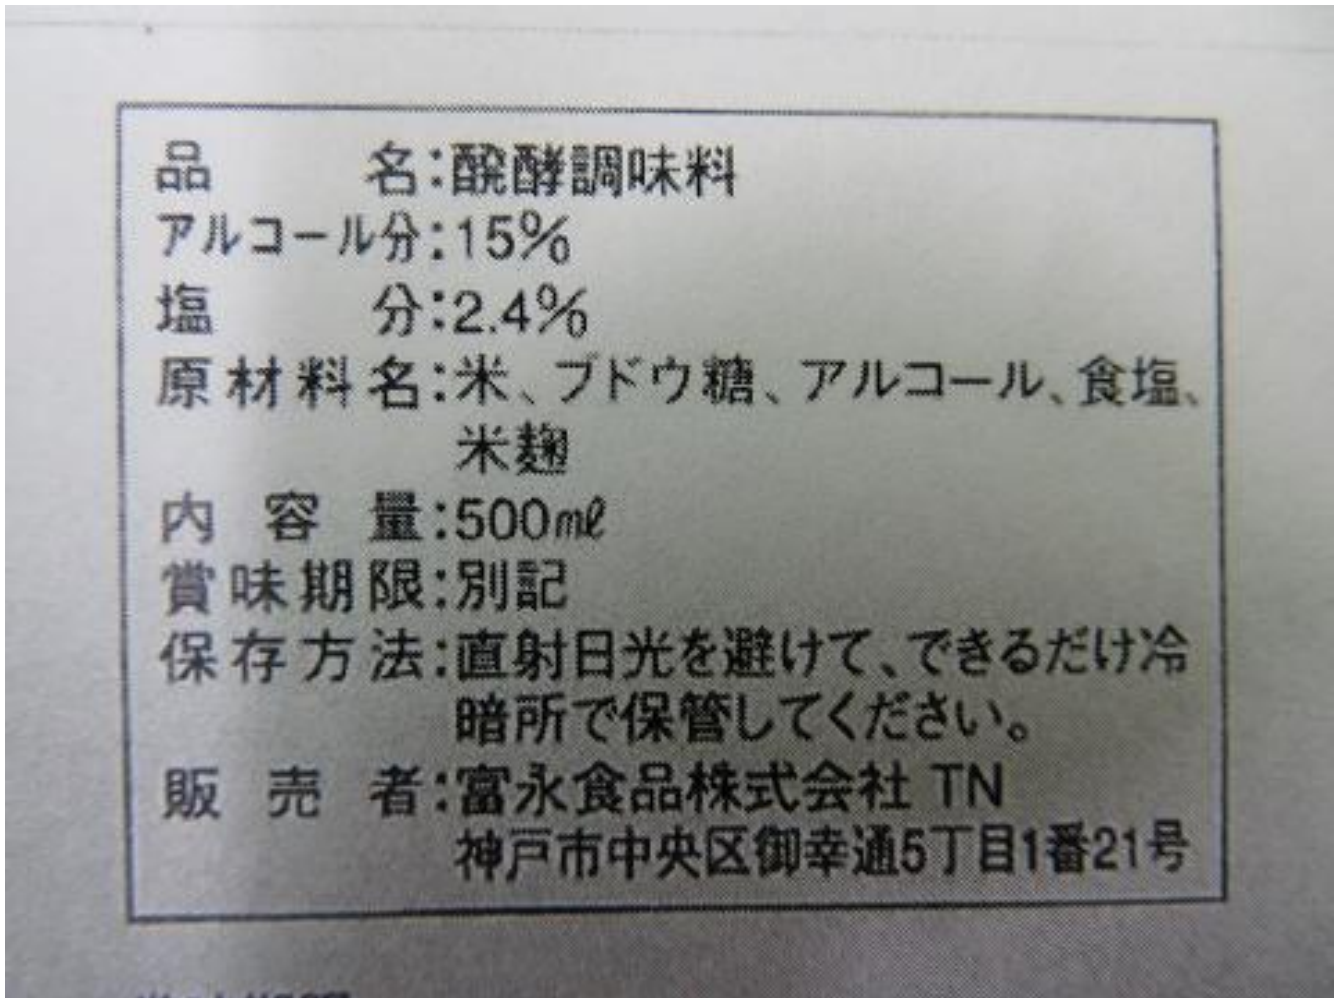 品名：醗酵調味料
アルコール分：15%
塩分：2.4%
原材料名：米、ブドウ糖、アルコール、食塩、
米麹
内容量：500㎖
賞味期限：別記
保存方法：直射日光を避けて、できるだけ冷
暗所で保管してください。
販売者：富永食品株式会社 TN
神戸市中央区御幸通5丁目1番21号